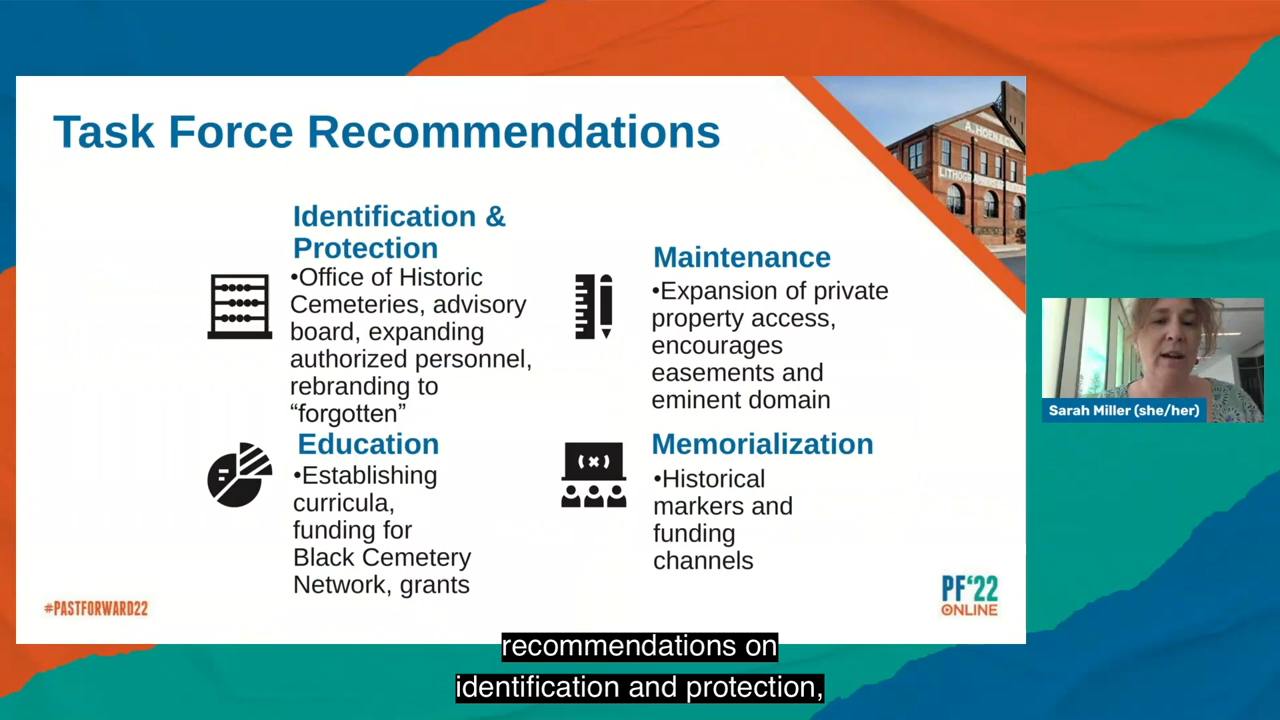 Task Force Recommendations
A. HOEN & CO
Identification &
Protection
•Office of Historic
Cemeteries, advisory
board, expanding
authorized personnel,
rebranding to
“forgotten”
Maintenance
•Expansion of private
property access,
encourages
easements and
eminent domain
Education
•Establishing
curricula,
funding for
Black Cemetery
Network, grants
Memorialization
•Historical
markers and
funding
channels
#PASTFORWARD22
PF‘22
ONLINE
Sarah Miller (she/her)
recommendations on
identification and protection,